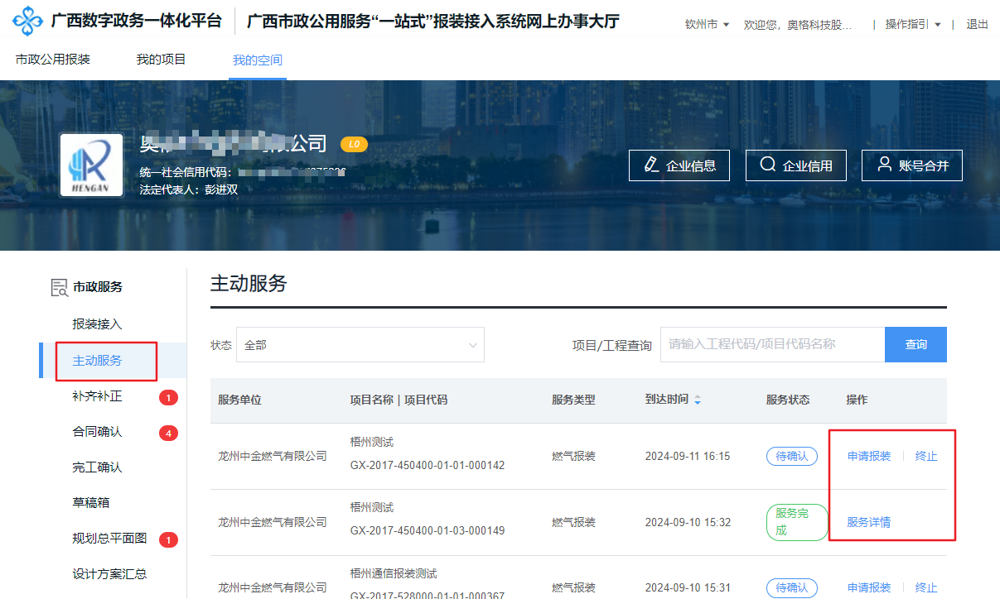 广西数字政务一体化平台
广西市政公用服务“一站式”报装接入系统网上办事大厅
钦州市
欢迎您，奥格科技股...
| 操作指引 | 退出
市政公用报装 我的项目 我的空间
公司 L0
统一社会信用代码：
法定代表人：彭进双
HENGAN
企业信息 企业信用 账号合并
市政服务
报装接入
主动服务
补齐补正 1
合同确认 4
完工确认
草稿箱
规划总平面图 1
设计方案汇总
主动服务
状态 全部 项目/工程查询 请输入工程代码/项目代码名称 查询
服务单位 项目名称 | 项目代码 服务类型 到达时间 服务状态 操作
龙州中金燃气有限公司 梧州测试 燃气报装 2024-09-11 16:15 待确认 申请报装 | 终止
GX-2017-450400-01-01-000142
龙州中金燃气有限公司 梧州测试 燃气报装 2024-09-10 15:32 服务完成 服务详情
GX-2017-450400-01-03-000149
龙州中金燃气有限公司 梧州通信报装测试 燃气报装 2024-09-10 15:31 待确认 申请报装 | 终止
GX-2017-528000-01-01-000367